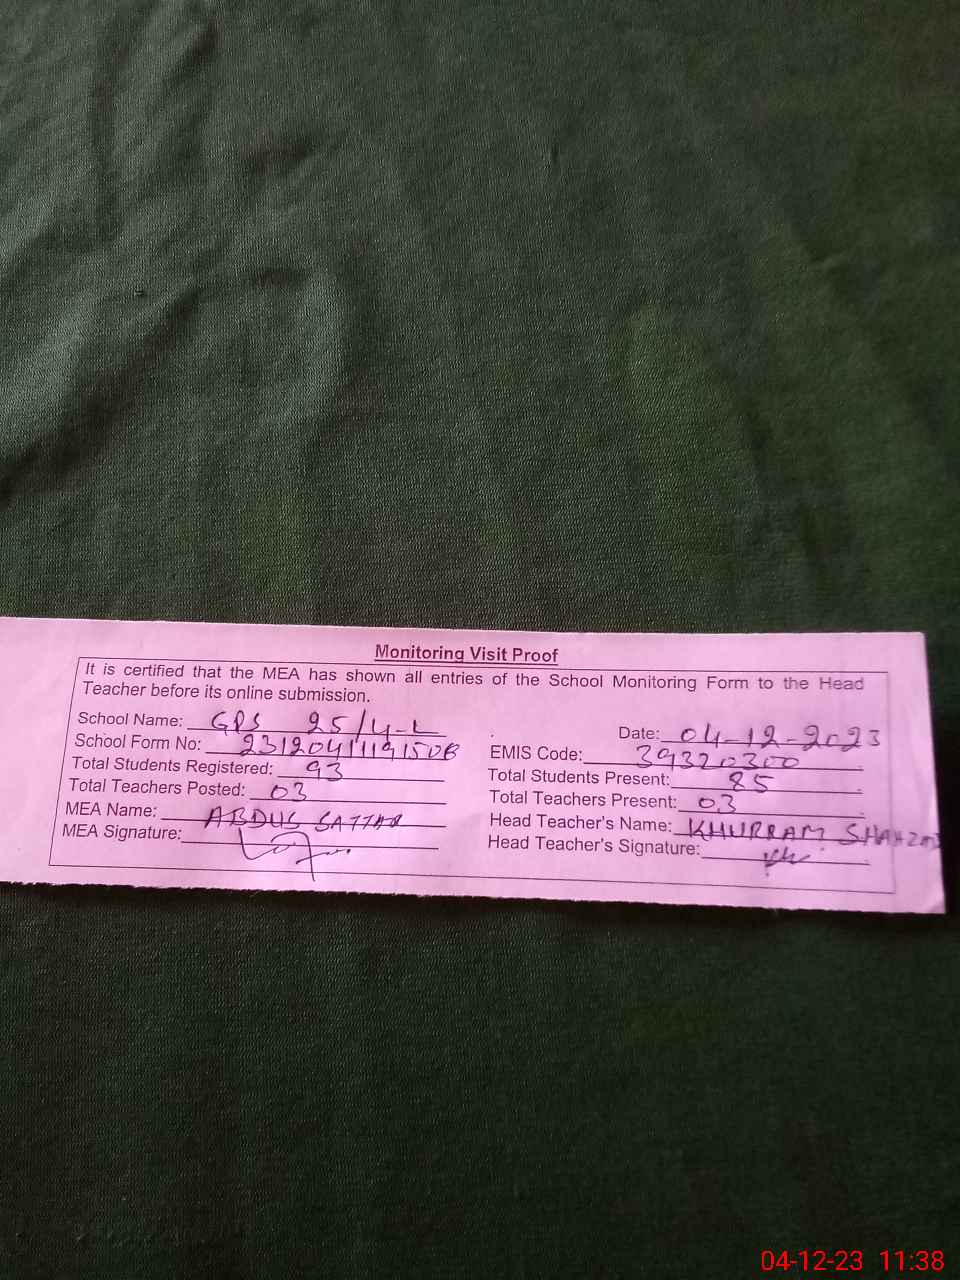 Monitoring Visit Proof
It is certified that the MEA has shown all entries of the School Monitoring Form to the Head
Teacher before its online submission.
School Name: GPS 25/4-L
Date: 04-12-2023
School Form No: 23120411191508
EMIS Code: 39320300
Total Students Registered: 93
Total Students Present: 85
Total Teachers Posted: 03
Total Teachers Present: 03
MEA Name: ABDUS SATTAR
Head Teacher's Name: KHURRAM SHAHZAD
MEA Signature:
Head Teacher's Signature:
04-12-23 11:38